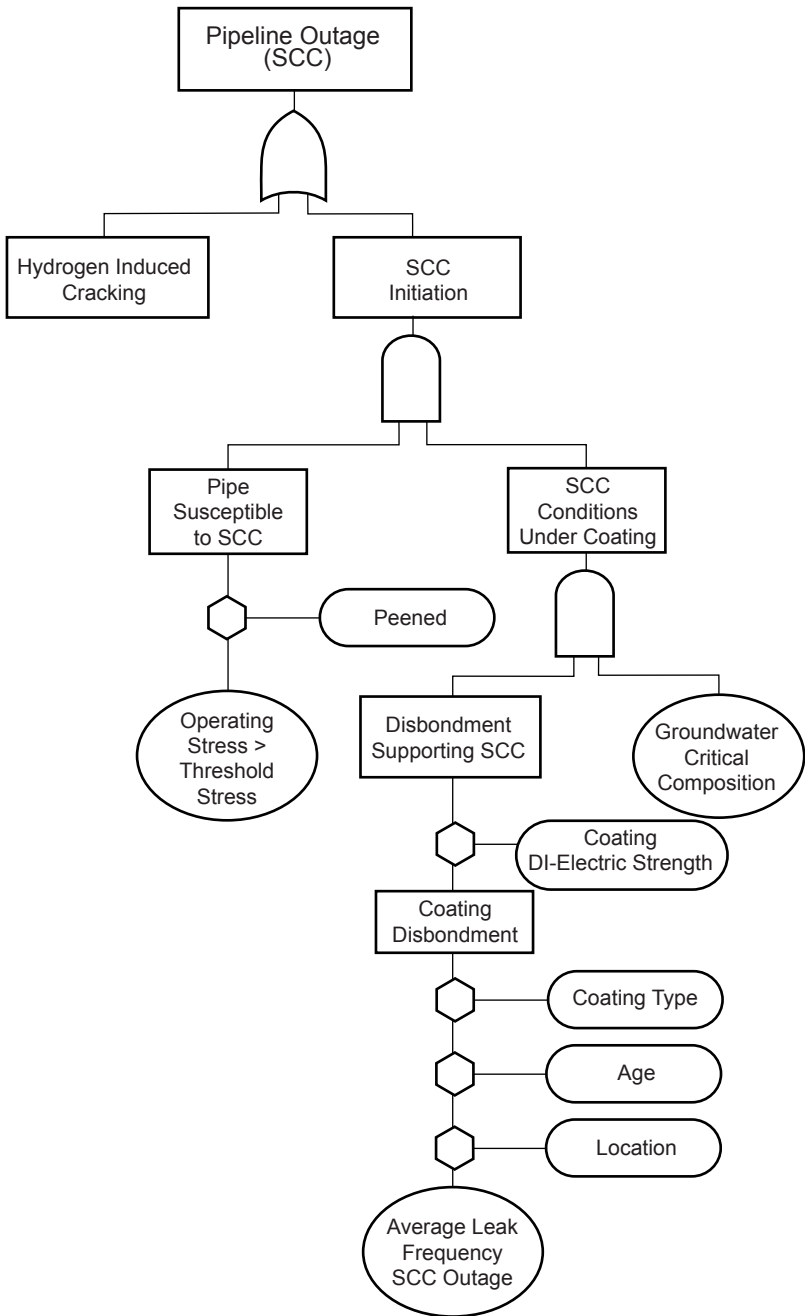 Pipeline Outage
(SCC)
Hydrogen Induced
Cracking
SCC
Initiation
Pipe
Susceptible
to SCC
SCC
Conditions
Under Coating
Peened
Operating
Stress >
Threshold
Stress
Disbondment
Supporting SCC
Groundwater
Critical
Composition
Coating
DI-Electric Strength
Coating
Disbondment
Coating Type
Age
Location
Average Leak
Frequency
SCC Outage